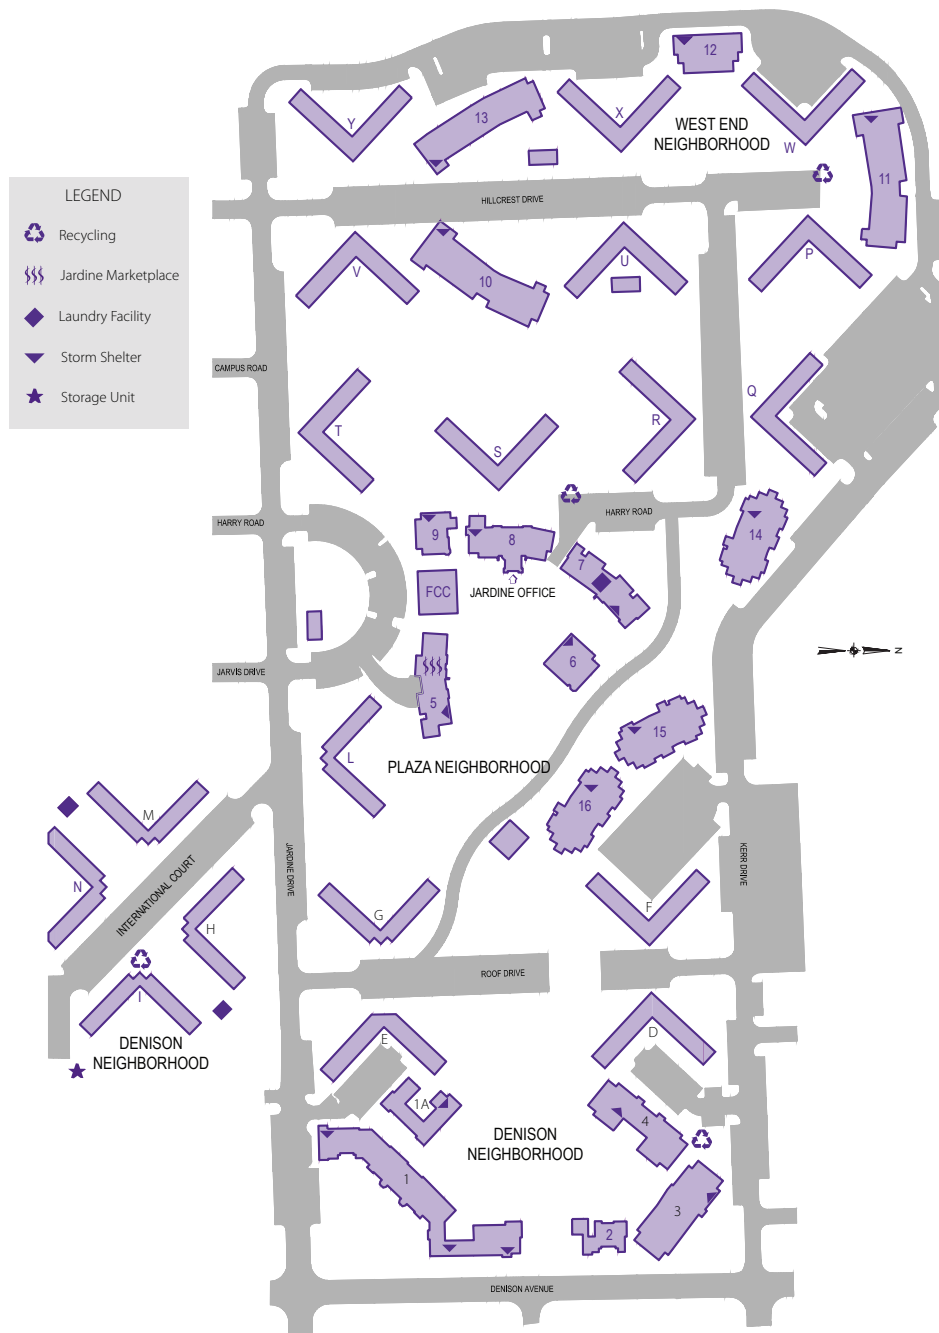 12
13
Y
X
WEST END
NEIGHBORHOOD
W
11
LEGEND
Recycling
Jardine Marketplace
Laundry Facility
Storm Shelter
Storage Unit
HILLCREST DRIVE
V
10
U
P
CAMPUS ROAD
T
S
R
Q
HARRY ROAD
HARRY ROAD
9
8
7
14
FCC
JARDINE OFFICE
6
N
JARVIS DRIVE
5
15
L
PLAZA NEIGHBORHOOD
16
M
N
INTERNATIONAL COURT
JARDINE DRIVE
KERR DRIVE
H
G
F
ROOF DRIVE
I
DENISON
NEIGHBORHOOD
E
D
1A
4
DENISON
NEIGHBORHOOD
1
3
2
DENISON AVENUE